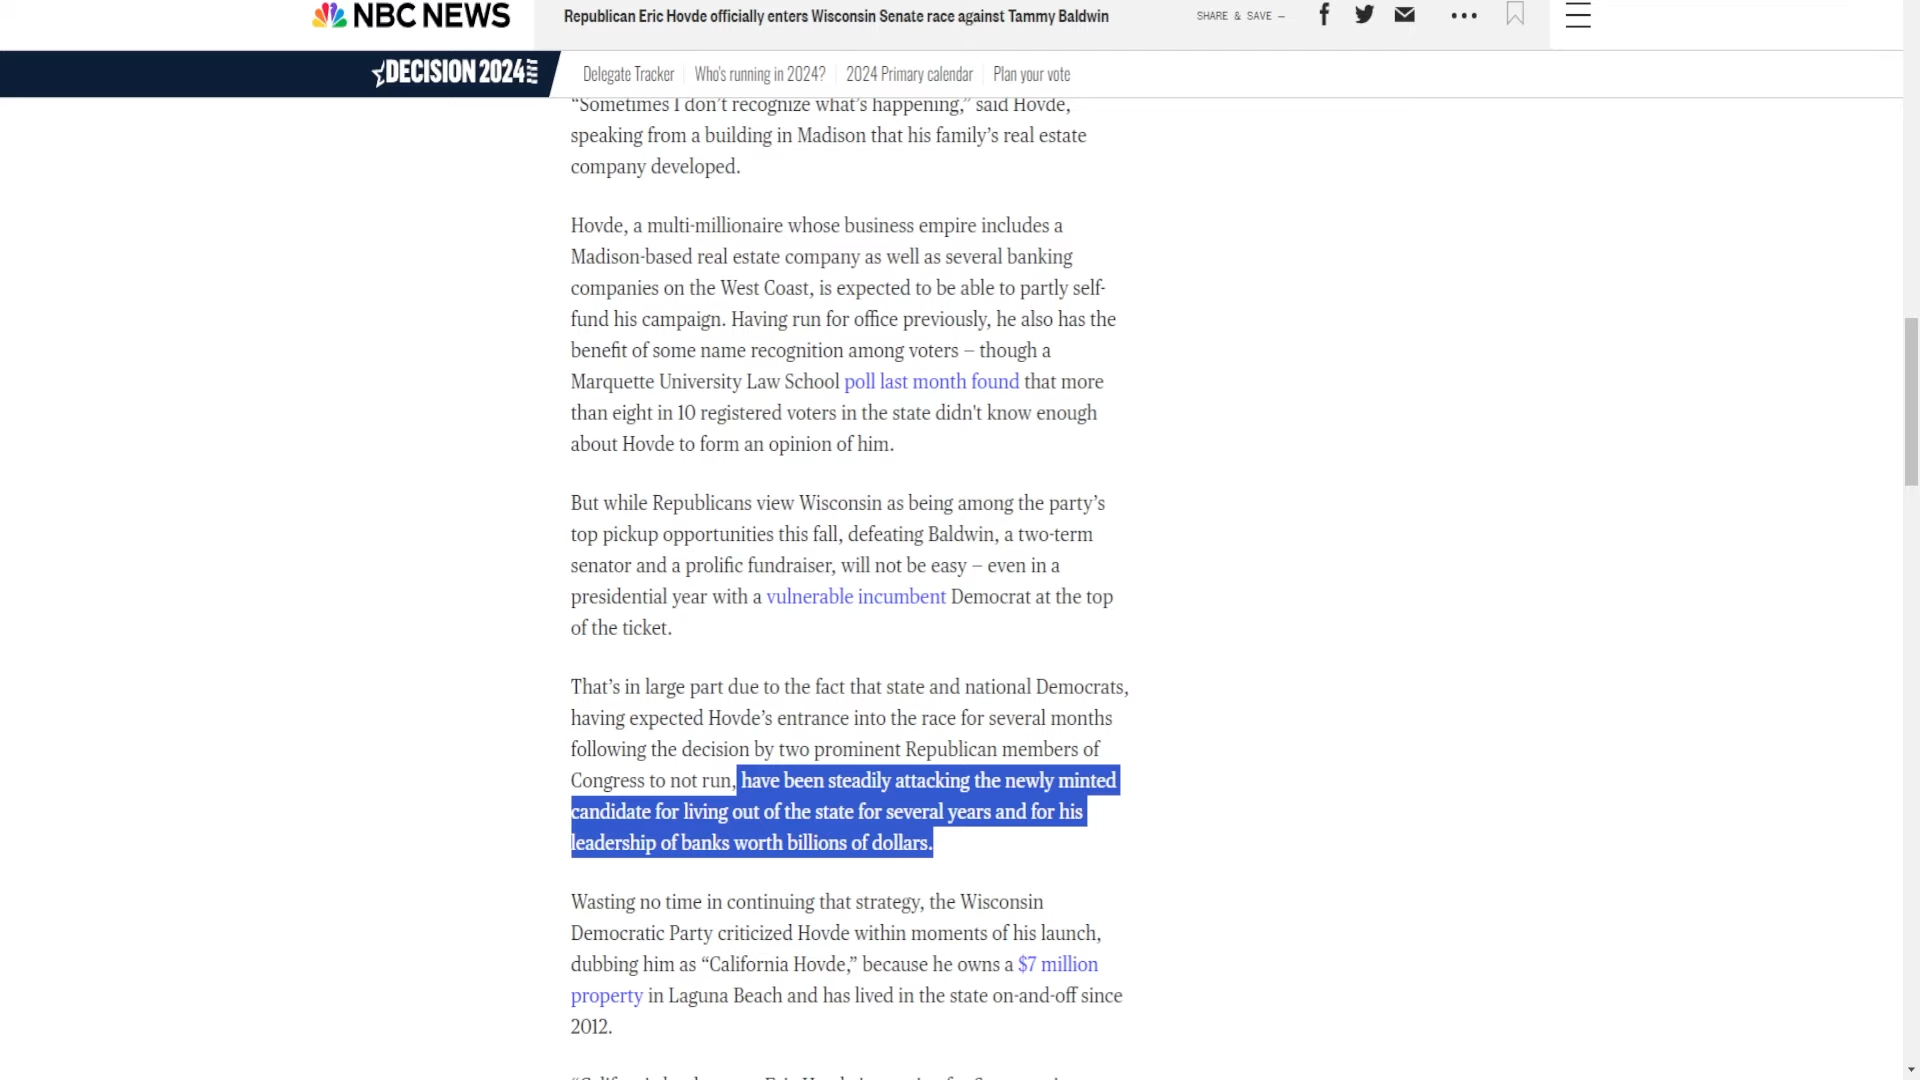 NBC NEWS
Republican Eric Hovde officially enters Wisconsin Senate race against Tammy Baldwin
SHARE & SAVE –
DECISION 2024
Delegate Tracker
Who's running in 2024?
2024 Primary calendar
Plan your vote
“Sometimes I don’t recognize what’s happening,” said Hovde,
speaking from a building in Madison that his family’s real estate
company developed.
Hovde, a multi-millionaire whose business empire includes a
Madison-based real estate company as well as several banking
companies on the West Coast, is expected to be able to partly self-
fund his campaign. Having run for office previously, he also has the
benefit of some name recognition among voters – though a
Marquette University Law School poll last month found that more
than eight in 10 registered voters in the state didn't know enough
about Hovde to form an opinion of him.
But while Republicans view Wisconsin as being among the party’s
top pickup opportunities this fall, defeating Baldwin, a two-term
senator and a prolific fundraiser, will not be easy – even in a
presidential year with a vulnerable incumbent Democrat at the top
of the ticket.
That’s in large part due to the fact that state and national Democrats,
having expected Hovde’s entrance into the race for several months
following the decision by two prominent Republican members of
Congress to not run, have been steadily attacking the newly minted
candidate for living out of the state for several years and for his
leadership of banks worth billions of dollars.
Wasting no time in continuing that strategy, the Wisconsin
Democratic Party criticized Hovde within moments of his launch,
dubbing him as “California Hovde,” because he owns a $7 million
property in Laguna Beach and has lived in the state on-and-off since
2012.